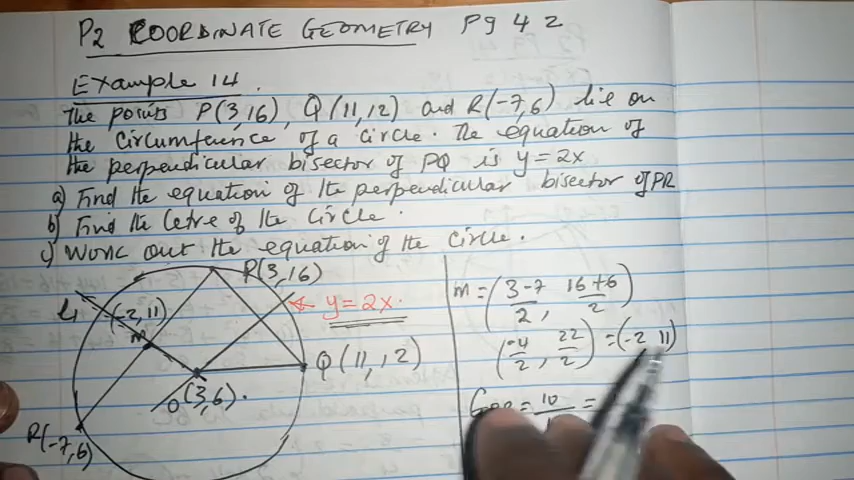 P2 COORDINATE GEOMETRY Pg 42
Example 14.
The points P(3,16), Q(11,12) and R(-7,6) lie on
the circumference of a circle. The equation of
the perpendicular bisector of PQ is y=2x
a) Find the equation of the perpendicular bisector of PR
b) Find the Cetre of the Circle.
c) Work out the equation of the circle.
P(3,16)
l1 (-2,11)
y=2x.
m
Q(11,12)
O(3,6).
R(-7,6)
m = (3-7/2, 16+6/2)
(-4/2, 22/2) = (-2 11)
= 10 =